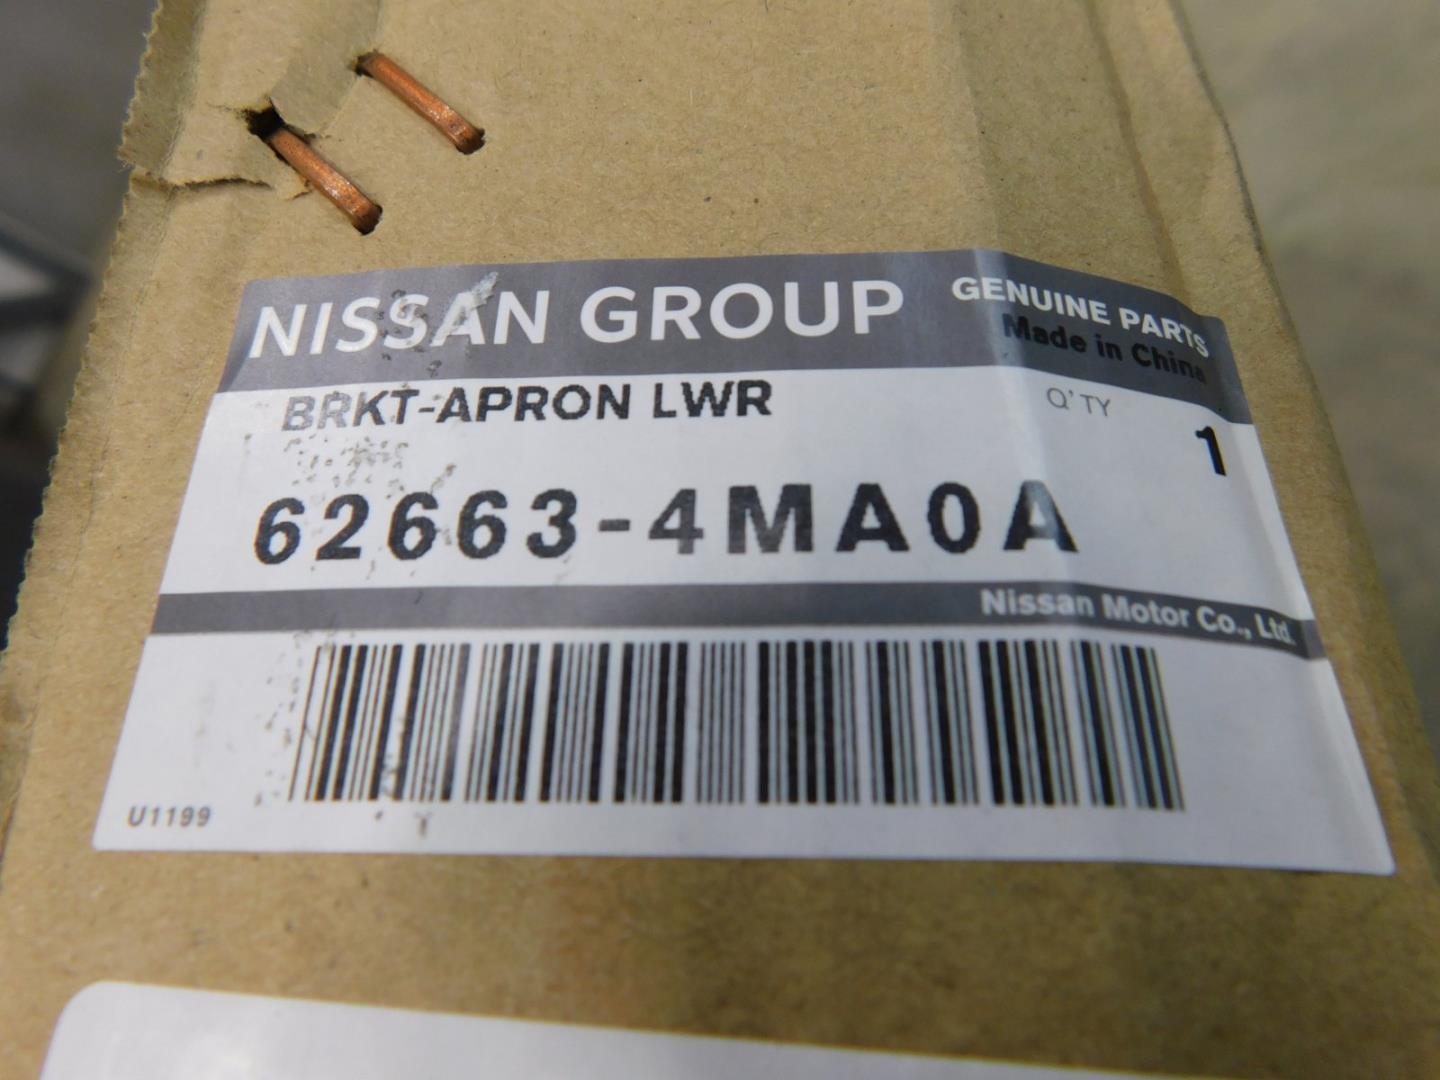 NISSAN GROUP
GENUINE PARTS
Made in China
BRKT-APRON LWR
Q'TY
1
62663-4MA0A
Nissan Motor Co., Ltd.
U1199